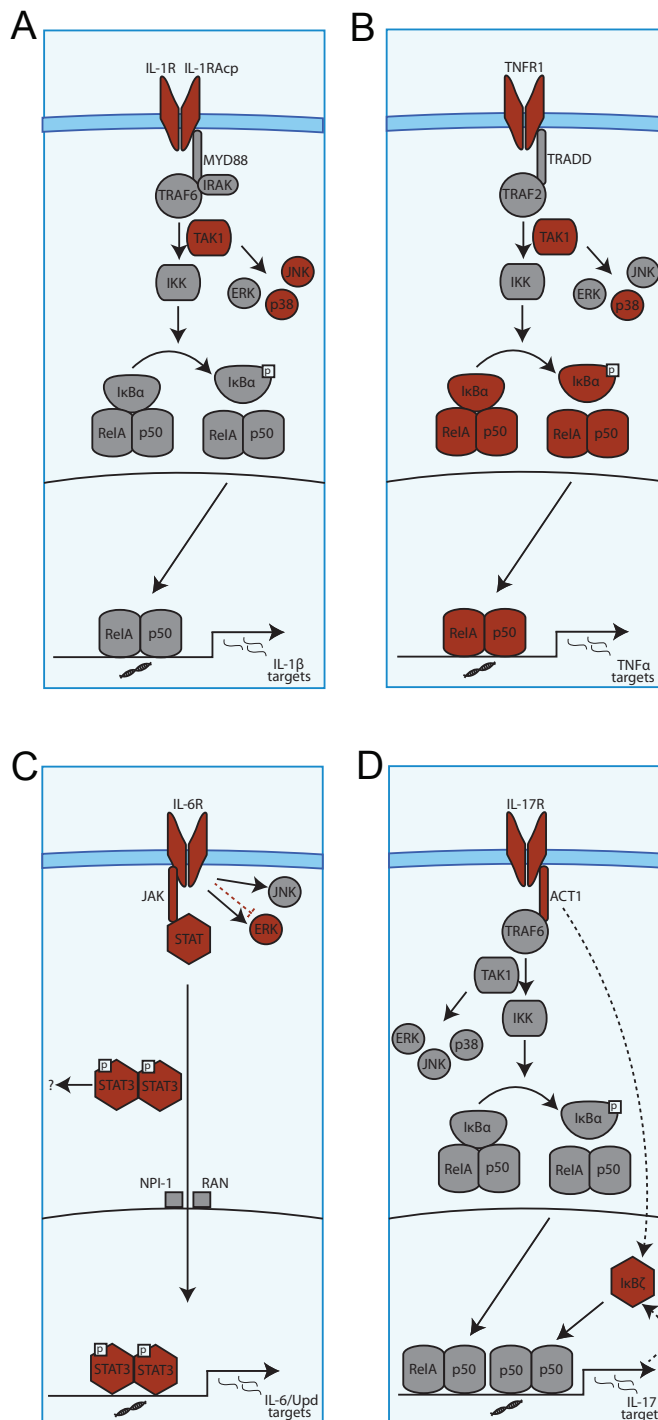 A
IL-1R IL-1RAcp
MYD88
IRAK
TRAF6
TAK1
JNK
IKK
ERK
p38
IκBα
IκBα
p
RelA p50
RelA p50
RelA p50
IL-1β
targets
B
TNFR1
TRADD
TRAF2
TAK1
JNK
IKK
ERK
p38
IκBα
IκBα
p
RelA p50
RelA p50
RelA p50
TNFα
targets
C
IL-6R
JAK
JNK
STAT
ERK
p p
? STAT3 STAT3
NPI-1 RAN
p p
STAT3 STAT3
IL-6/Upd
targets
D
IL-17R
ACT1
TRAF6
TAK1
IKK
ERK
p38
JNK
IκBα
IκBα
p
RelA p50
RelA p50
IκBζ
RelA p50 p50 p50
IL-17
target